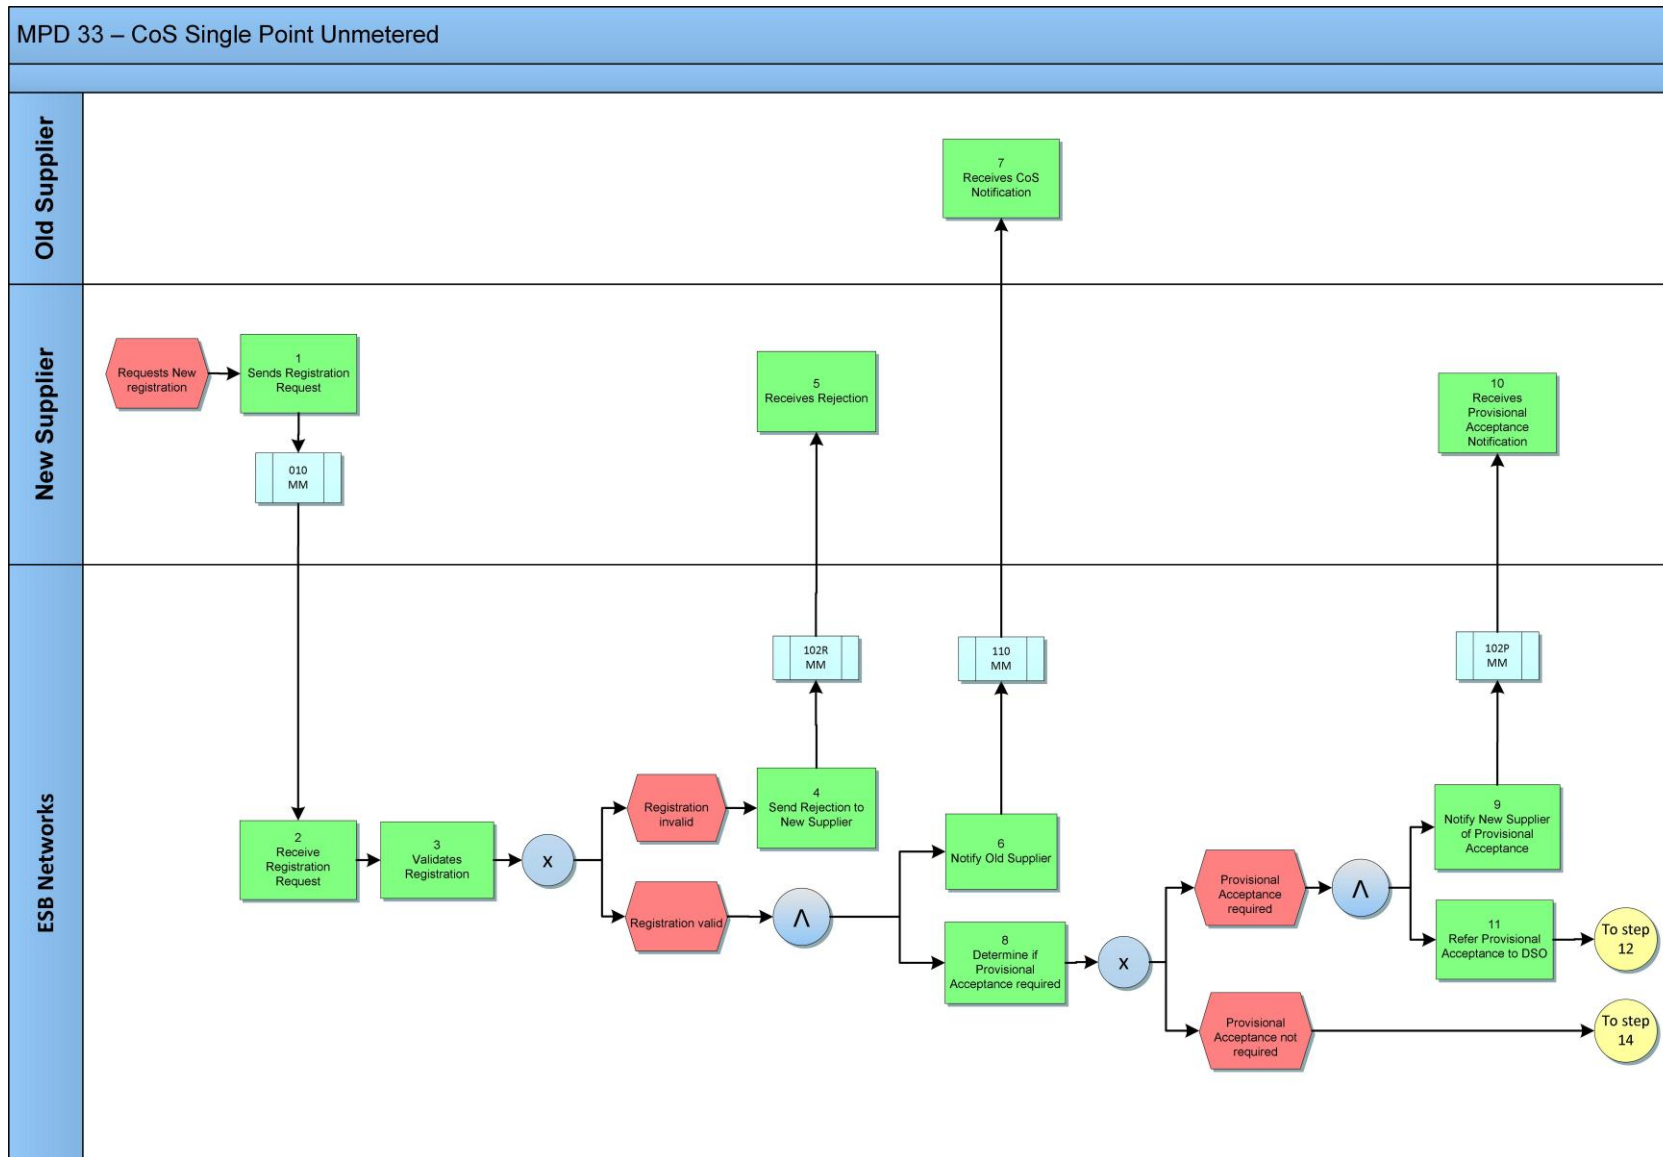 MPD 33 – CoS Single Point Unmetered
Old Supplier
7
Receives CoS
Notification
New Supplier
Requests New
registration
1
Sends Registration
Request
010
MM
5
Receives Rejection
10
Receives
Provisional
Acceptance
Notification
ESB Networks
102R
MM
110
MM
102P
MM
2
Receive
Registration
Request
3
Validates
Registration
x
Registration
invalid
4
Send Rejection to
New Supplier
Registration valid
Λ
6
Notify Old Supplier
8
Determine if
Provisional
Acceptance required
x
Provisional
Acceptance
required
Λ
9
Notify New Supplier
of Provisional
Acceptance
11
Refer Provisional
Acceptance to DSO
To step
12
Provisional
Acceptance not
required
To step
14